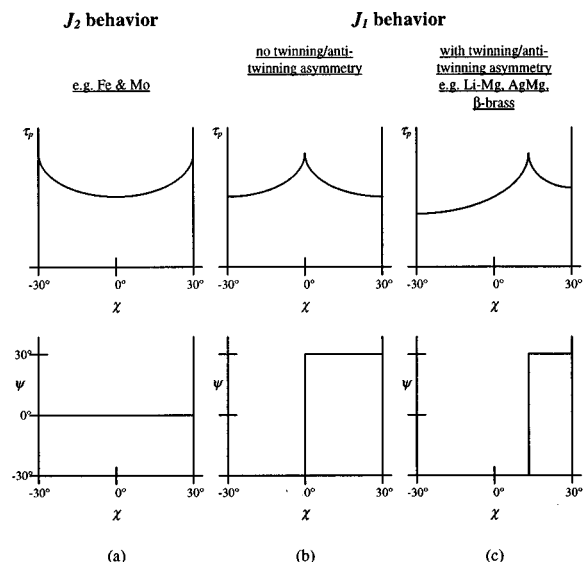 J₂ behavior
J₁ behavior
e.g. Fe & Mo
no twinning/anti-
twinning asymmetry
with twinning/anti-
twinning asymmetry
e.g. Li-Mg, AgMg,
β-brass
τp
τp
τp
-30° 0° 30°
χ
-30° 0° 30°
χ
-30° 0° 30°
χ
30°
ψ
0°
-30°
-30° 0° 30°
χ
ψ
-30° 0° 30°
χ
ψ
-30° 0° 30°
χ
(a)
(b)
(c)